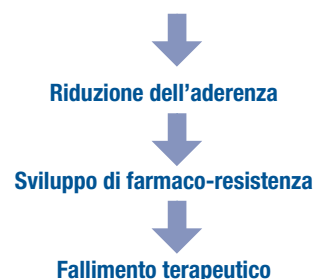 Riduzione dell’aderenza
Sviluppo di farmaco-resistenza
Fallimento terapeutico